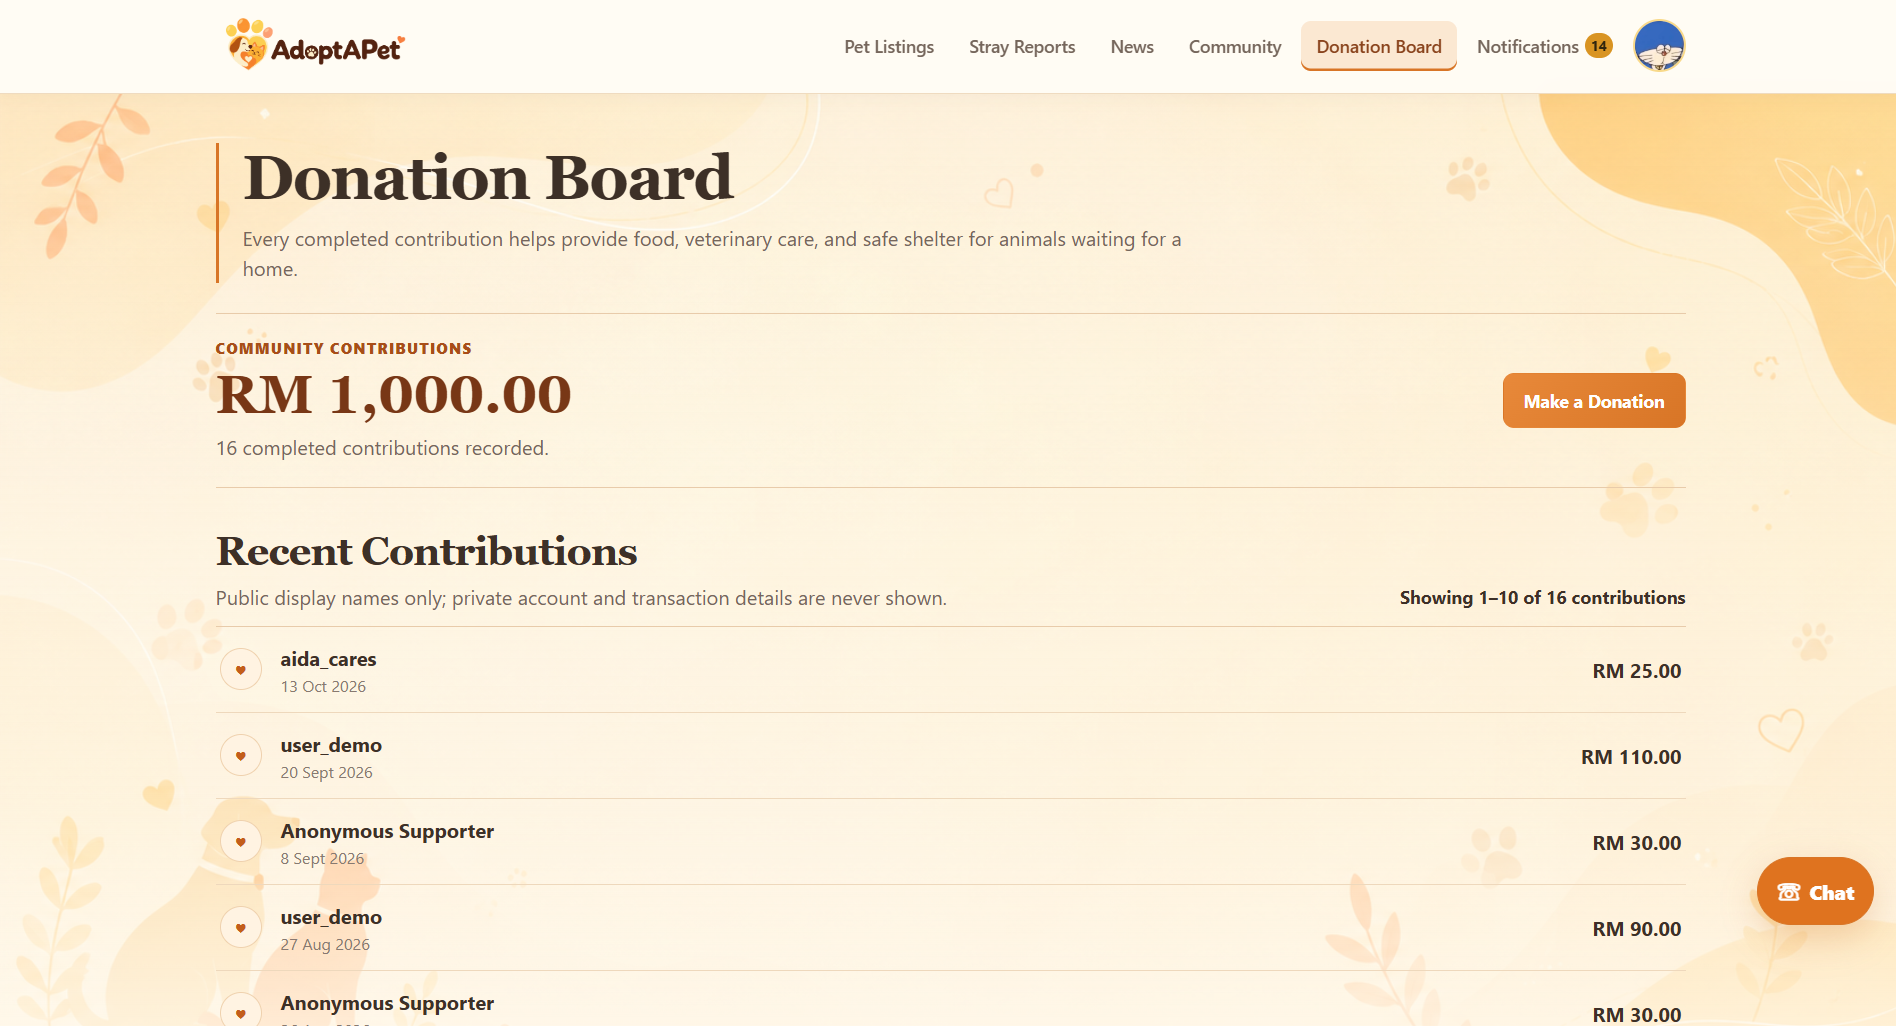 AdoptAPet
Pet Listings
Stray Reports
News
Community
Donation Board
Notifications 14
Donation Board
Every completed contribution helps provide food, veterinary care, and safe shelter for animals waiting for a
home.
COMMUNITY CONTRIBUTIONS
RM 1,000.00
16 completed contributions recorded.
Make a Donation
Recent Contributions
Public display names only; private account and transaction details are never shown.
Showing 1–10 of 16 contributions
aida_cares
13 Oct 2026
RM 25.00
user_demo
20 Sept 2026
RM 110.00
Anonymous Supporter
8 Sept 2026
RM 30.00
user_demo
27 Aug 2026
RM 90.00
Anonymous Supporter
RM 30.00
Chat